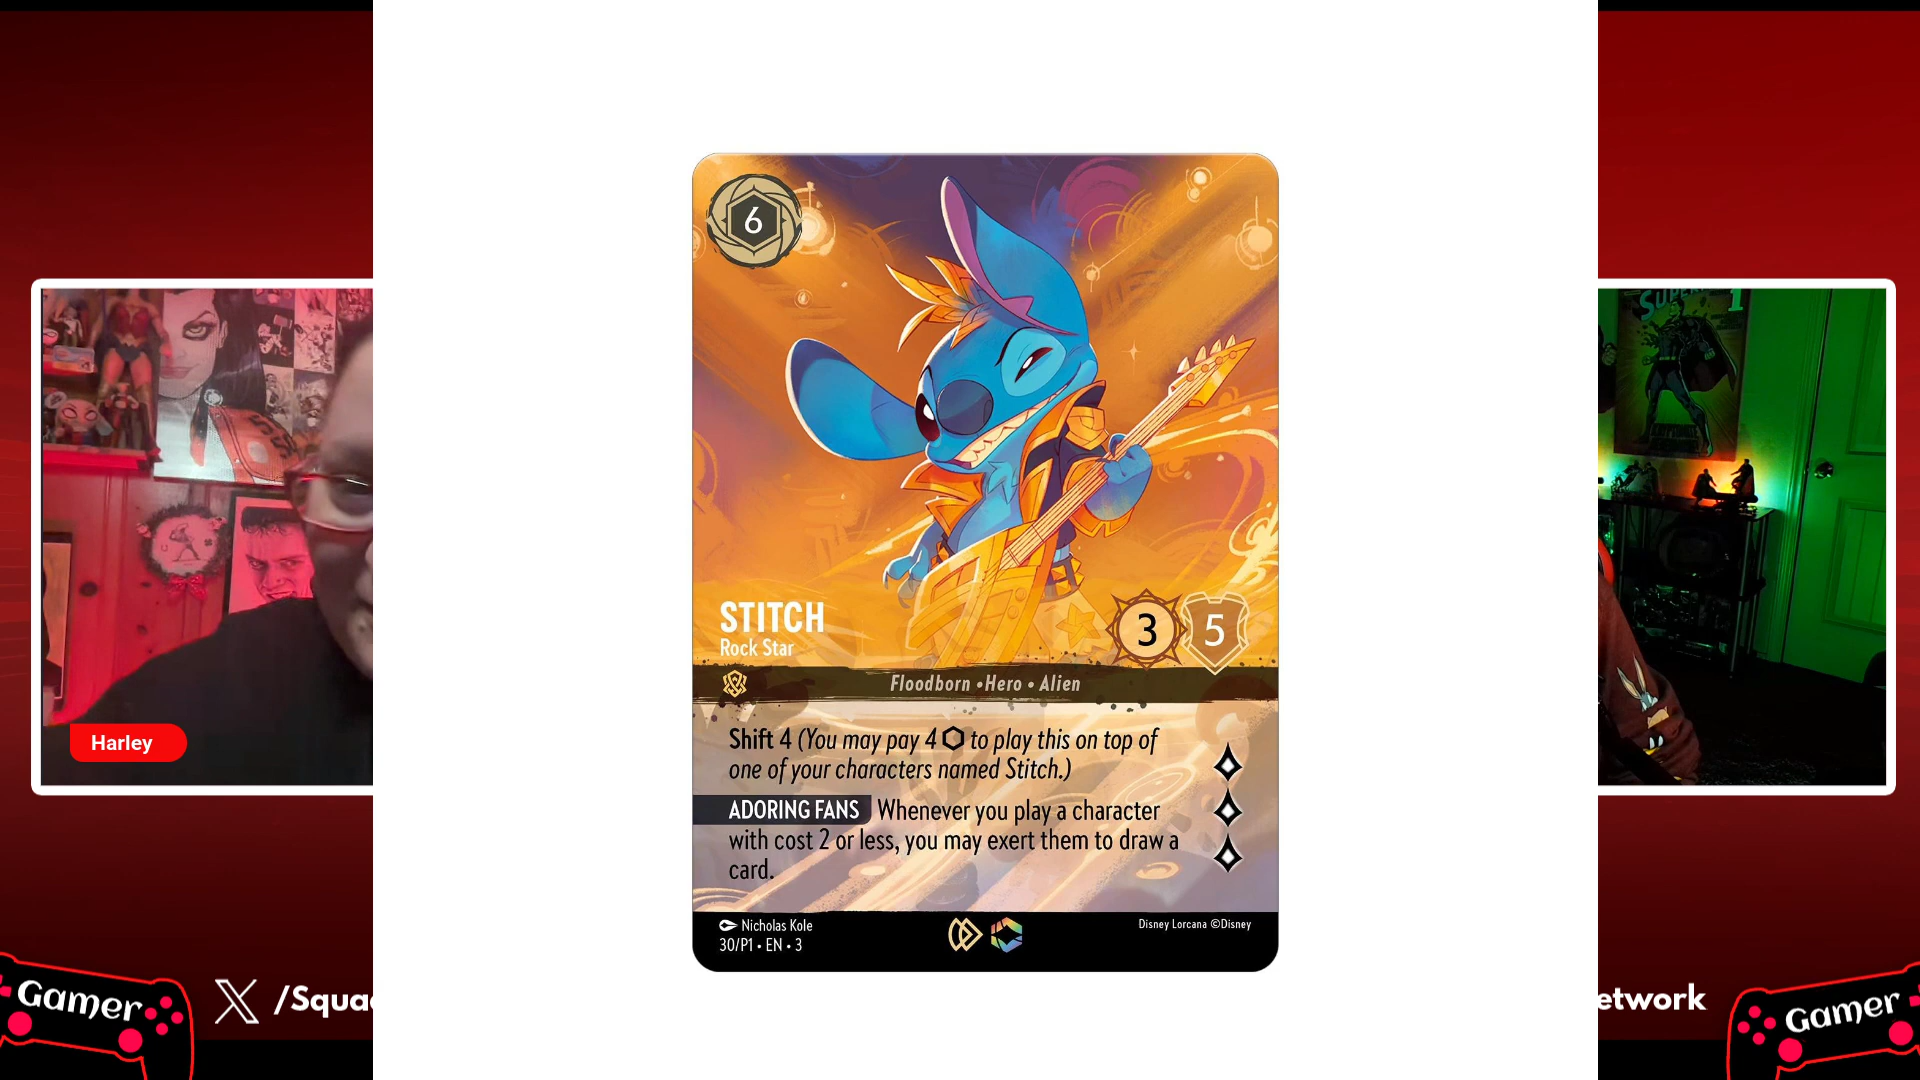 6
STITCH
Rock Star
3
5
Floodborn • Hero • Alien
Shift 4 (You may pay 4 to play this on top of
one of your characters named Stitch.)
ADORING FANS Whenever you play a character
with cost 2 or less, you may exert them to draw a
card.
Nicholas Kole
30/P1 • EN • 3
Disney Lorcana ©Disney
Harley
SUPER
1
Gamer
X /Squa
etwork
Gamer